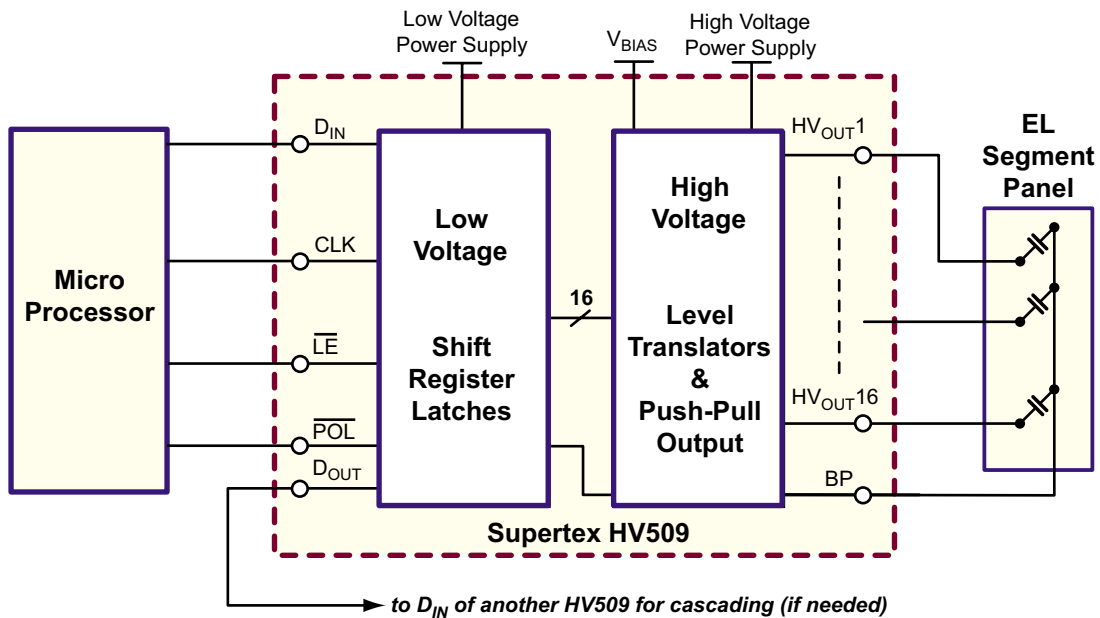 Low Voltage
Power Supply
V_BIAS
High Voltage
Power Supply
Micro
Processor
D_IN
CLK
L̅E̅
P̅O̅L̅
D_OUT
Low
Voltage
Shift
Register
Latches
16
High
Voltage
Level
Translators
&
Push-Pull
Output
HV_OUT1
HV_OUT16
BP
EL
Segment
Panel
Supertex HV509
to D_IN of another HV509 for cascading (if needed)